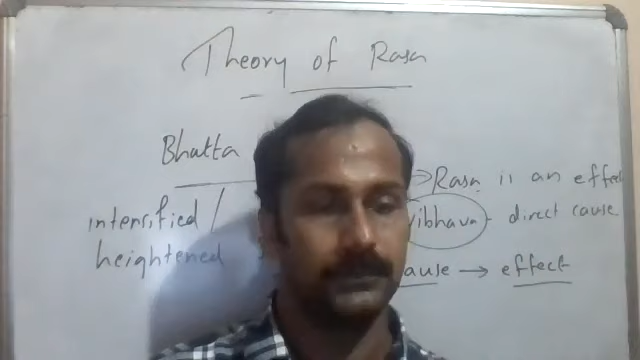 Theory of Rasa
Bhatta
→ Rasa is an effect
intensified / vibhava - direct cause
heightened cause → effect